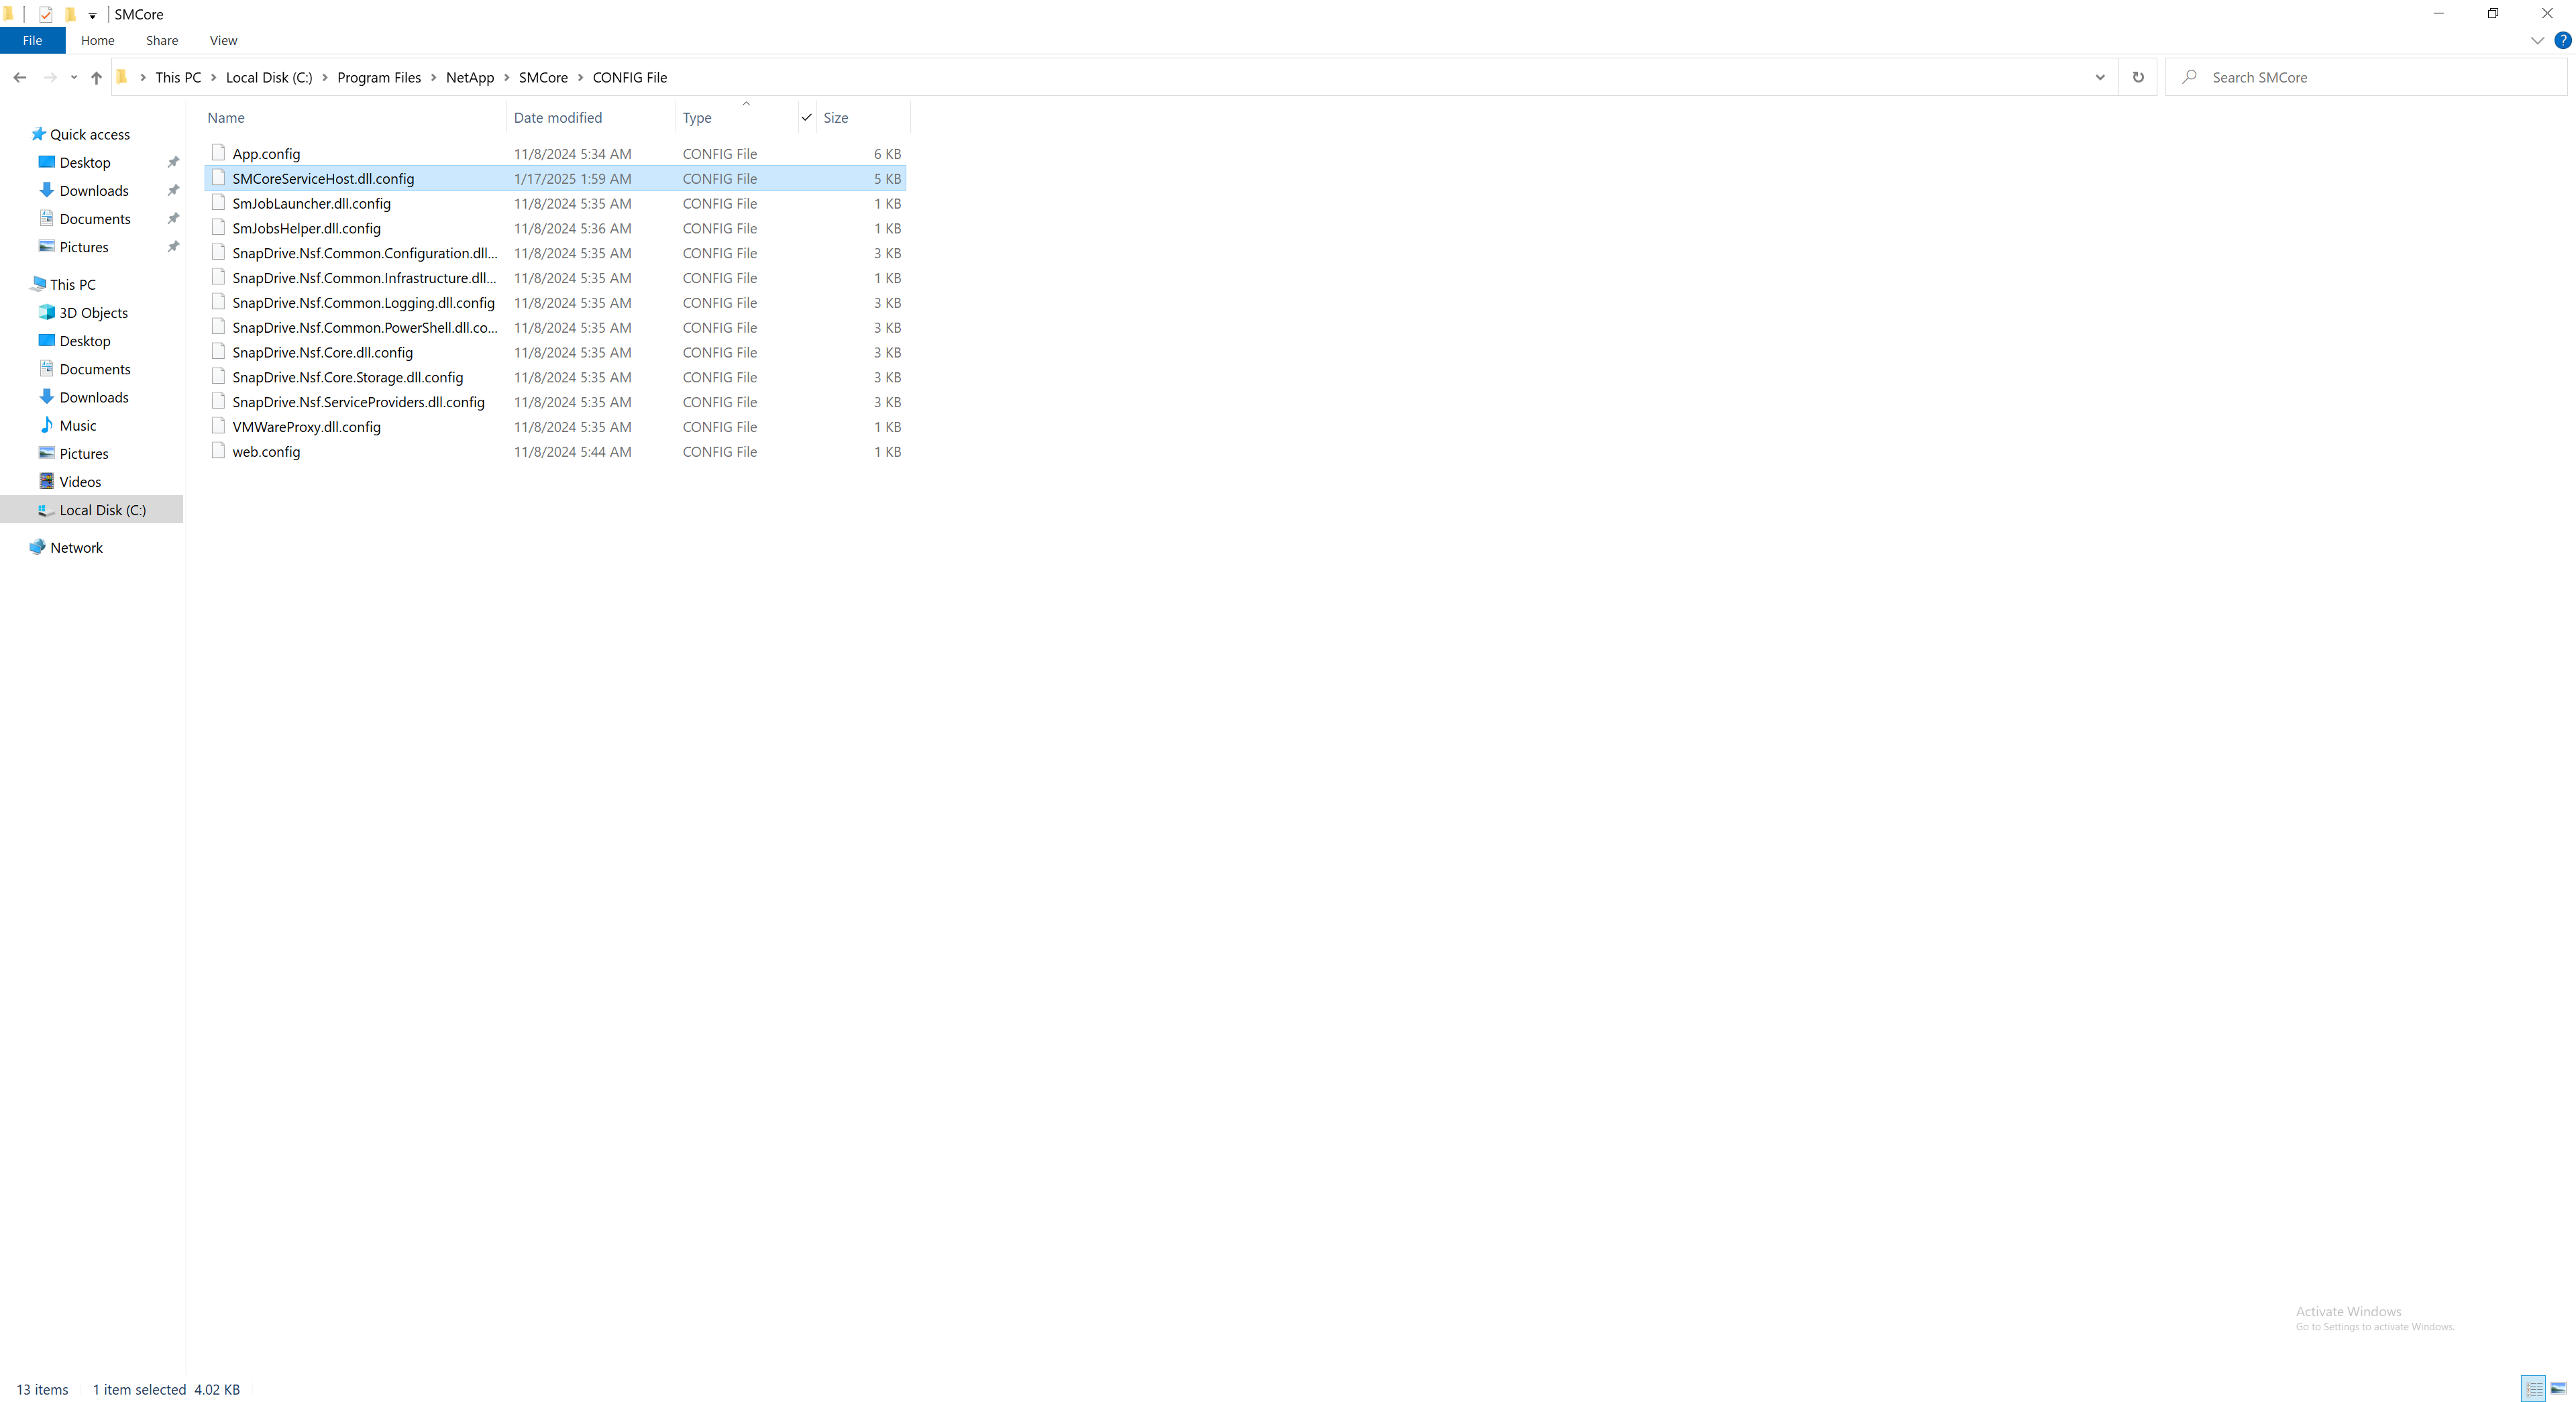 SMCore
File Home Share View
This PC Local Disk (C:) Program Files NetApp SMCore CONFIG File
Search SMCore
Name Date modified Type Size
Quick access
Desktop
Downloads
Documents
Pictures
This PC
3D Objects
Desktop
Documents
Downloads
Music
Pictures
Videos
Local Disk (C:)
Network
App.config 11/8/2024 5:34 AM CONFIG File 6 KB
SMCoreServiceHost.dll.config 1/17/2025 1:59 AM CONFIG File 5 KB
SmJobLauncher.dll.config 11/8/2024 5:35 AM CONFIG File 1 KB
SmJobsHelper.dll.config 11/8/2024 5:36 AM CONFIG File 1 KB
SnapDrive.Nsf.Common.Configuration.dll... 11/8/2024 5:35 AM CONFIG File 3 KB
SnapDrive.Nsf.Common.Infrastructure.dll... 11/8/2024 5:35 AM CONFIG File 1 KB
SnapDrive.Nsf.Common.Logging.dll.config 11/8/2024 5:35 AM CONFIG File 3 KB
SnapDrive.Nsf.Common.PowerShell.dll.co... 11/8/2024 5:35 AM CONFIG File 3 KB
SnapDrive.Nsf.Core.dll.config 11/8/2024 5:35 AM CONFIG File 3 KB
SnapDrive.Nsf.Core.Storage.dll.config 11/8/2024 5:35 AM CONFIG File 3 KB
SnapDrive.Nsf.ServiceProviders.dll.config 11/8/2024 5:35 AM CONFIG File 3 KB
VMWareProxy.dll.config 11/8/2024 5:35 AM CONFIG File 1 KB
web.config 11/8/2024 5:44 AM CONFIG File 1 KB
Activate Windows
Go to Settings to activate Windows.
13 items 1 item selected 4.02 KB